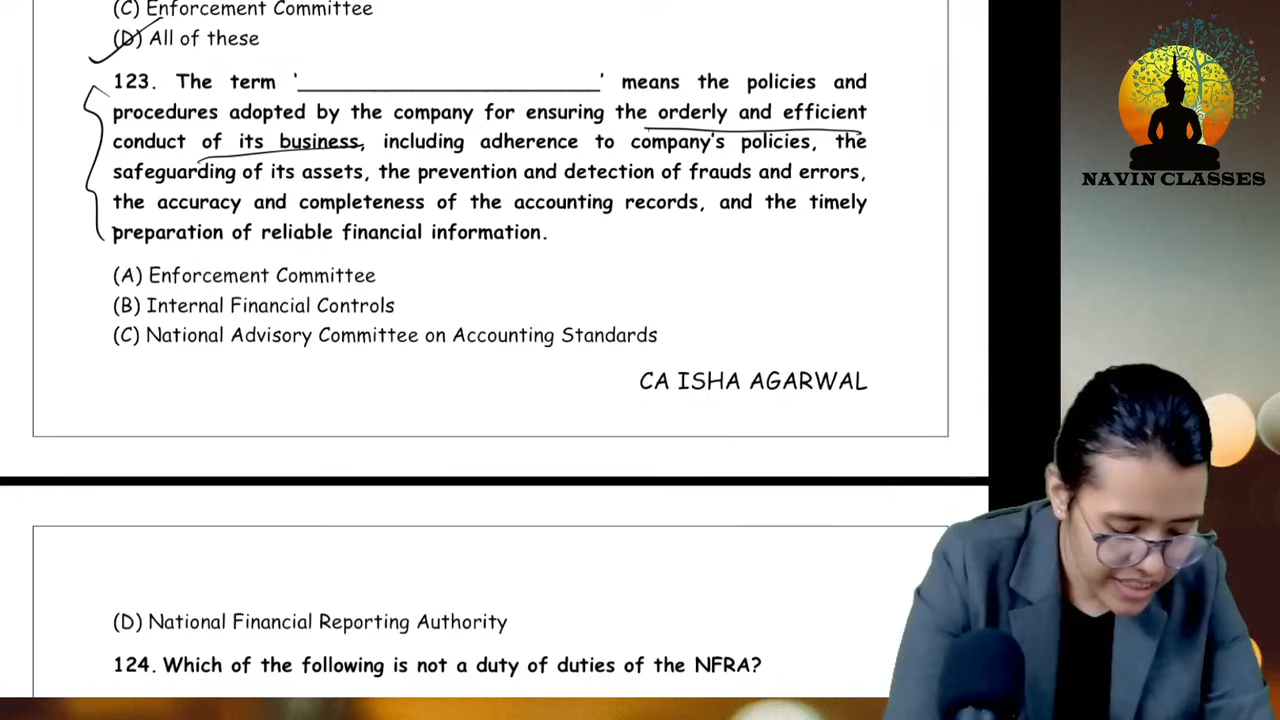 (C) Enforcement Committee
(D) All of these
123. The term '______________________________' means the policies and
procedures adopted by the company for ensuring the orderly and efficient
conduct of its business, including adherence to company's policies, the
safeguarding of its assets, the prevention and detection of frauds and errors,
the accuracy and completeness of the accounting records, and the timely
preparation of reliable financial information.
(A) Enforcement Committee
(B) Internal Financial Controls
(C) National Advisory Committee on Accounting Standards
CA ISHA AGARWAL
(D) National Financial Reporting Authority
124. Which of the following is not a duty of duties of the NFRA?
NAVIN CLASSES